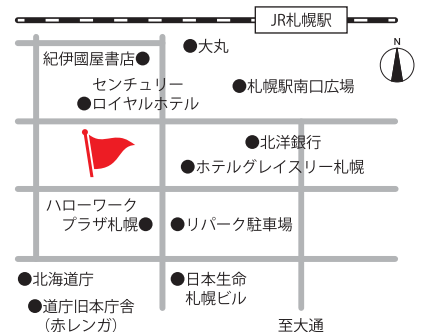 JR札幌駅
N
大丸
紀伊國屋書店
センチュリー
ロイヤルホテル
札幌駅南口広場
北洋銀行
ホテルグレイスリー札幌
ハローワーク
プラザ札幌
リパーク駐車場
北海道庁
日本生命
札幌ビル
道庁旧本庁舎
(赤レンガ)
至大通